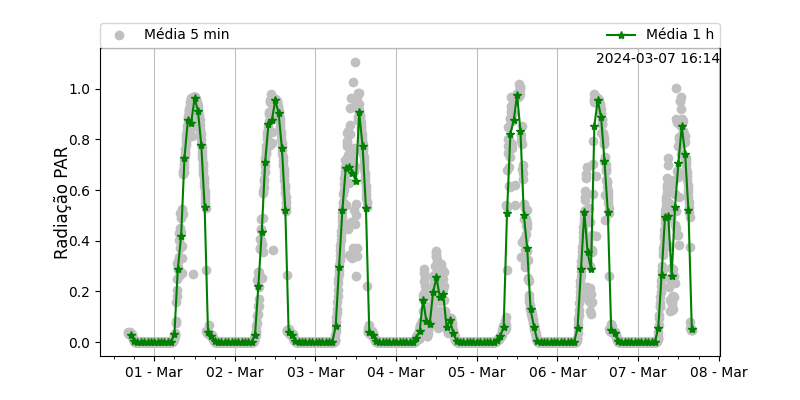 Média 5 min
Média 1 h
2024-03-07 16:14
Radiação PAR
1.0
0.8
0.6
0.4
0.2
0.0
01 - Mar
02 - Mar
03 - Mar
04 - Mar
05 - Mar
06 - Mar
07 - Mar
08 - Mar